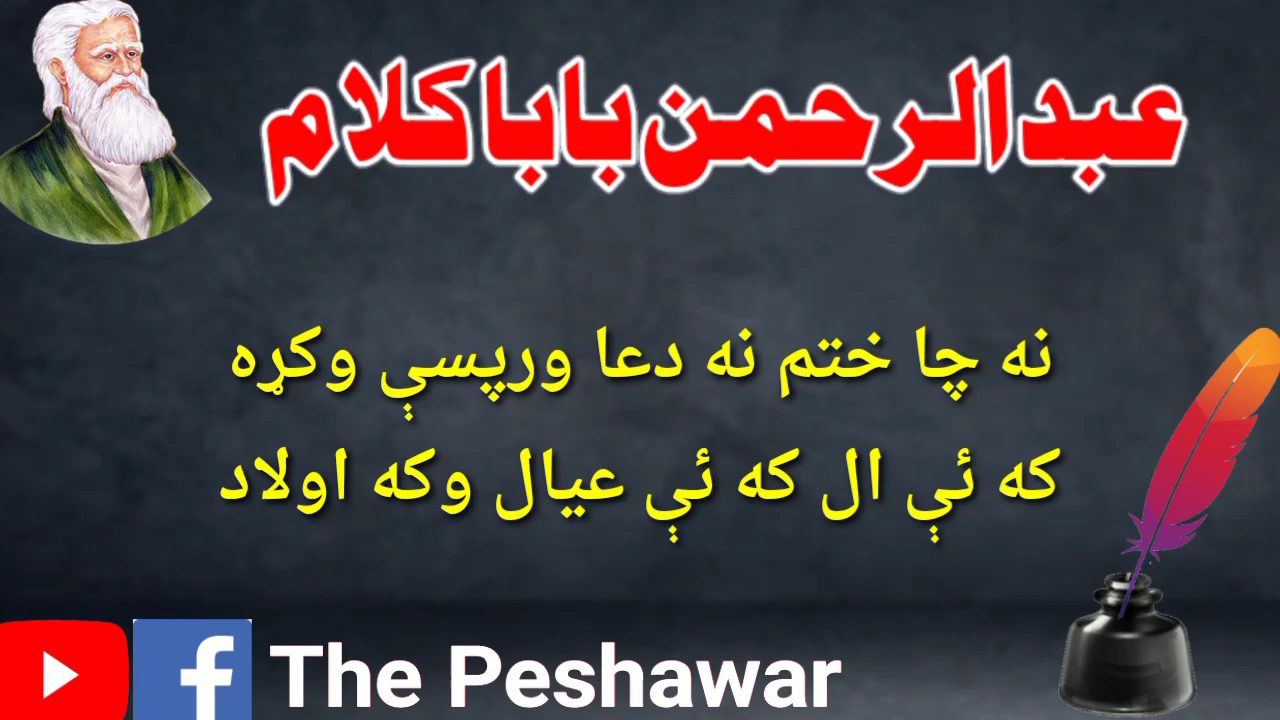 عبدالرحمن بابا کلام
نه چا ختم نه دعا ورپسې وکړه
که ئې ال که ئې عیال وکه اولاد
The Peshawar